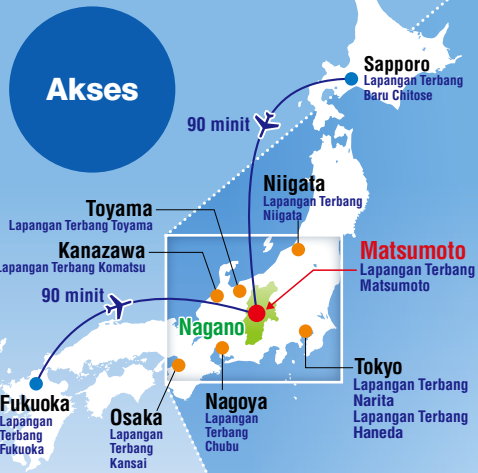 Akses
Sapporo
Lapangan Terbang
Baru Chitose
90 minit
Niigata
Lapangan Terbang
Niigata
Toyama
Lapangan Terbang Toyama
Kanazawa
Lapangan Terbang Komatsu
Matsumoto
Lapangan Terbang
Matsumoto
90 minit
Nagano
Tokyo
Lapangan Terbang
Narita
Lapangan Terbang
Haneda
Fukuoka
Lapangan
Terbang
Fukuoka
Osaka
Lapangan
Terbang
Kansai
Nagoya
Lapangan
Terbang
Chubu